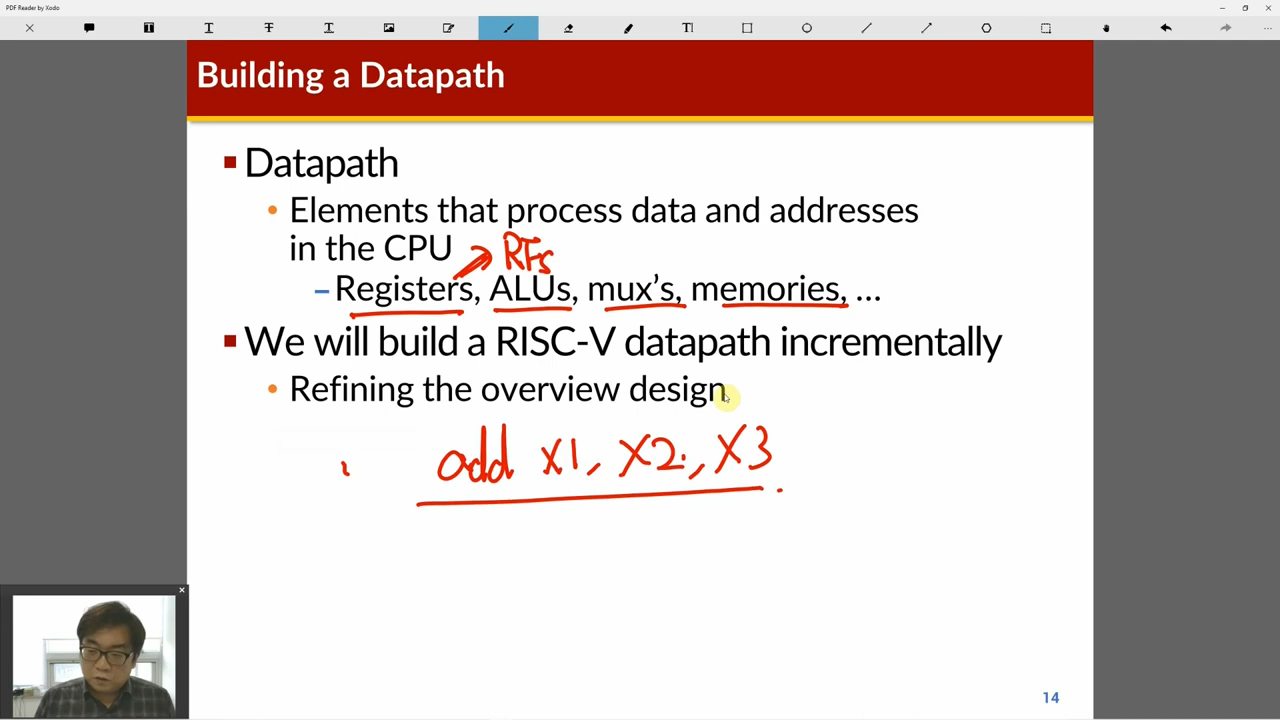 PDF Reader by Xodo
Building a Datapath
Datapath
Elements that process data and addresses
in the CPU
RFs
– Registers, ALUs, mux's, memories, ...
We will build a RISC-V datapath incrementally
Refining the overview design
add x1, x2, x3
14